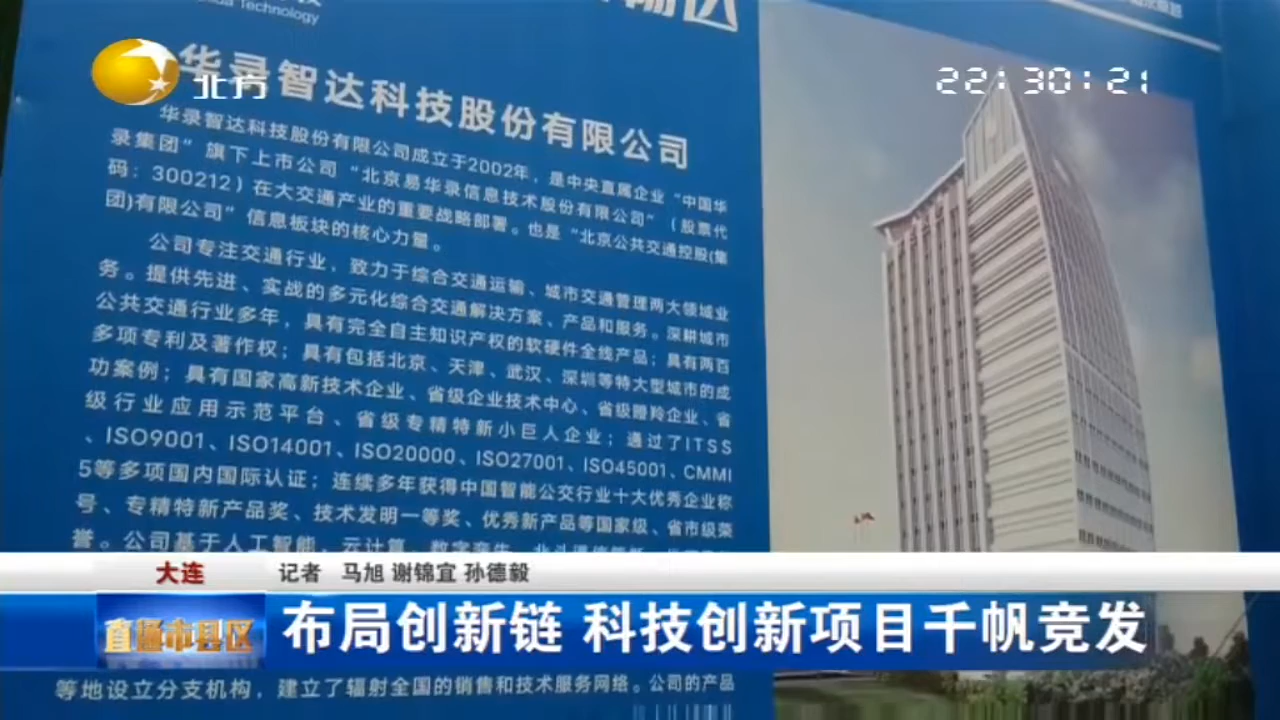 Technology
北方
22:30:21
华录智达科技股份有限公司
华录智达科技股份有限公司成立于2002年，是中央直属企业“中国华
录集团”旗下上市公司“北京易华录信息技术股份有限公司”（股票代
码：300212）在大交通产业的重要战略部署。也是“北京公共交通控股(集
团)有限公司”信息板块的核心力量。
公司专注交通行业，致力于综合交通运输、城市交通管理两大领域业
务。提供先进、实战的多元化综合交通解决方案、产品和服务。深耕城市
公共交通行业多年，具有完全自主知识产权的软硬件全线产品；具有两百
多项专利及著作权；具有包括北京、天津、武汉、深圳等特大型城市的成
功案例；具有国家高新技术企业、省级企业技术中心、省级瞪羚企业、省
级行业应用示范平台、省级专精特新小巨人企业；通过了ITSS
、ISO9001、ISO14001、ISO20000、ISO27001、ISO45001、CMMI
5等多项国内国际认证；连续多年获得中国智能公交行业十大优秀企业称
号、专精特新产品奖、技术发明一等奖、优秀新产品等国家级、省市级荣
誉。公司基于人工智能、云计算、数字孪生、北斗
大连 记者 马旭 谢锦宜 孙德毅
直通市县区 布局创新链 科技创新项目千帆竞发
等地设立分支机构，建立了辐射全国的销售和技术服务网络。公司的产品